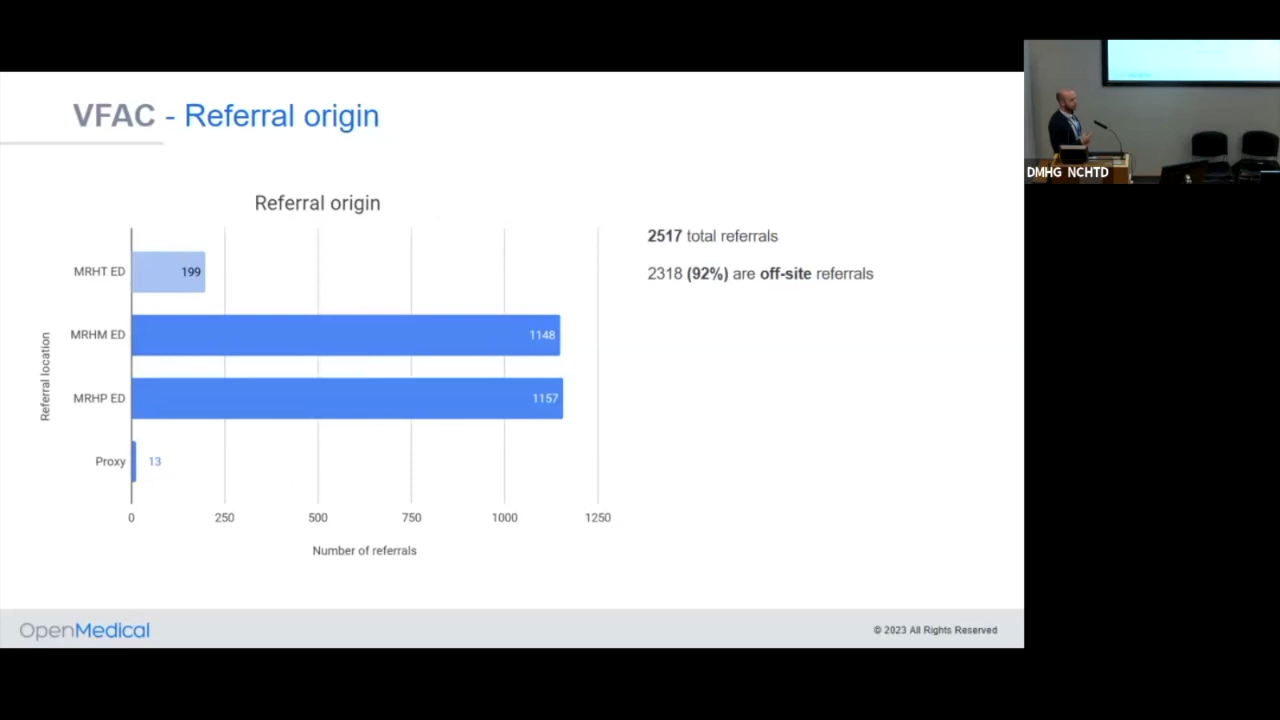 VFAC - Referral origin
Referral origin
2517 total referrals
2318 (92%) are off-site referrals
Referral location
MRHT ED
199
MRHM ED
1148
MRHP ED
1157
Proxy
13
0 250 500 750 1000 1250
Number of referrals
OpenMedical
© 2023 All Rights Reserved
DMHG NCHTD